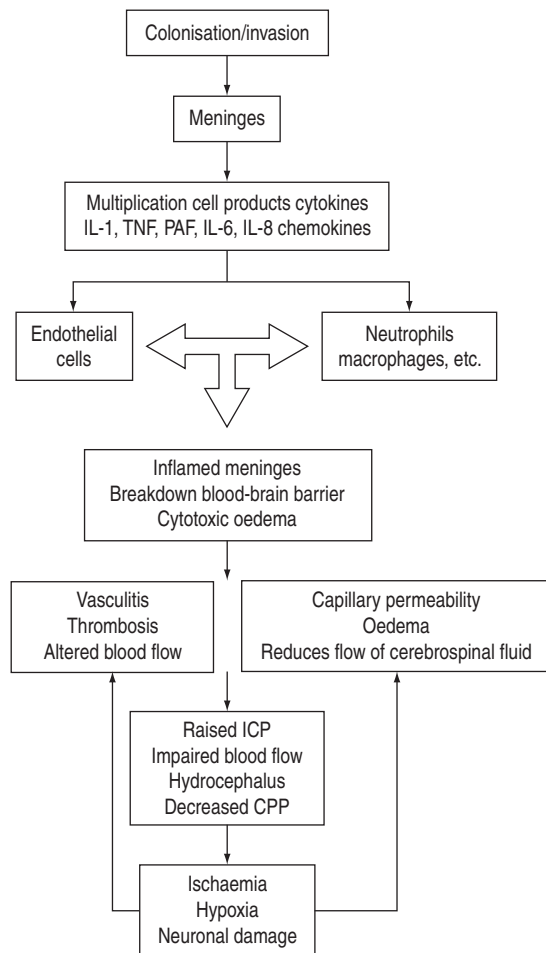 Colonisation/invasion
Meninges
Multiplication cell products cytokines
IL-1, TNF, PAF, IL-6, IL-8 chemokines
Endothelial
cells
Neutrophils
macrophages, etc.
Inflamed meninges
Breakdown blood-brain barrier
Cytotoxic oedema
Vasculitis
Thrombosis
Altered blood flow
Capillary permeability
Oedema
Reduces flow of cerebrospinal fluid
Raised ICP
Impaired blood flow
Hydrocephalus
Decreased CPP
Ischaemia
Hypoxia
Neuronal damage